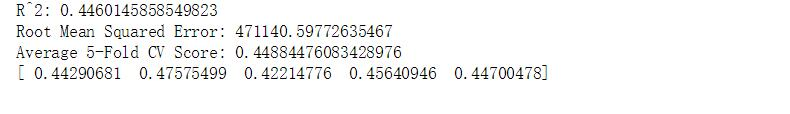 R^2: 0.4460145858549823
Root Mean Squared Error: 471140.59772635467
Average 5-Fold CV Score: 0.44884476083428976
[ 0.44290681 0.47575499 0.42214776 0.45640946 0.44700478]